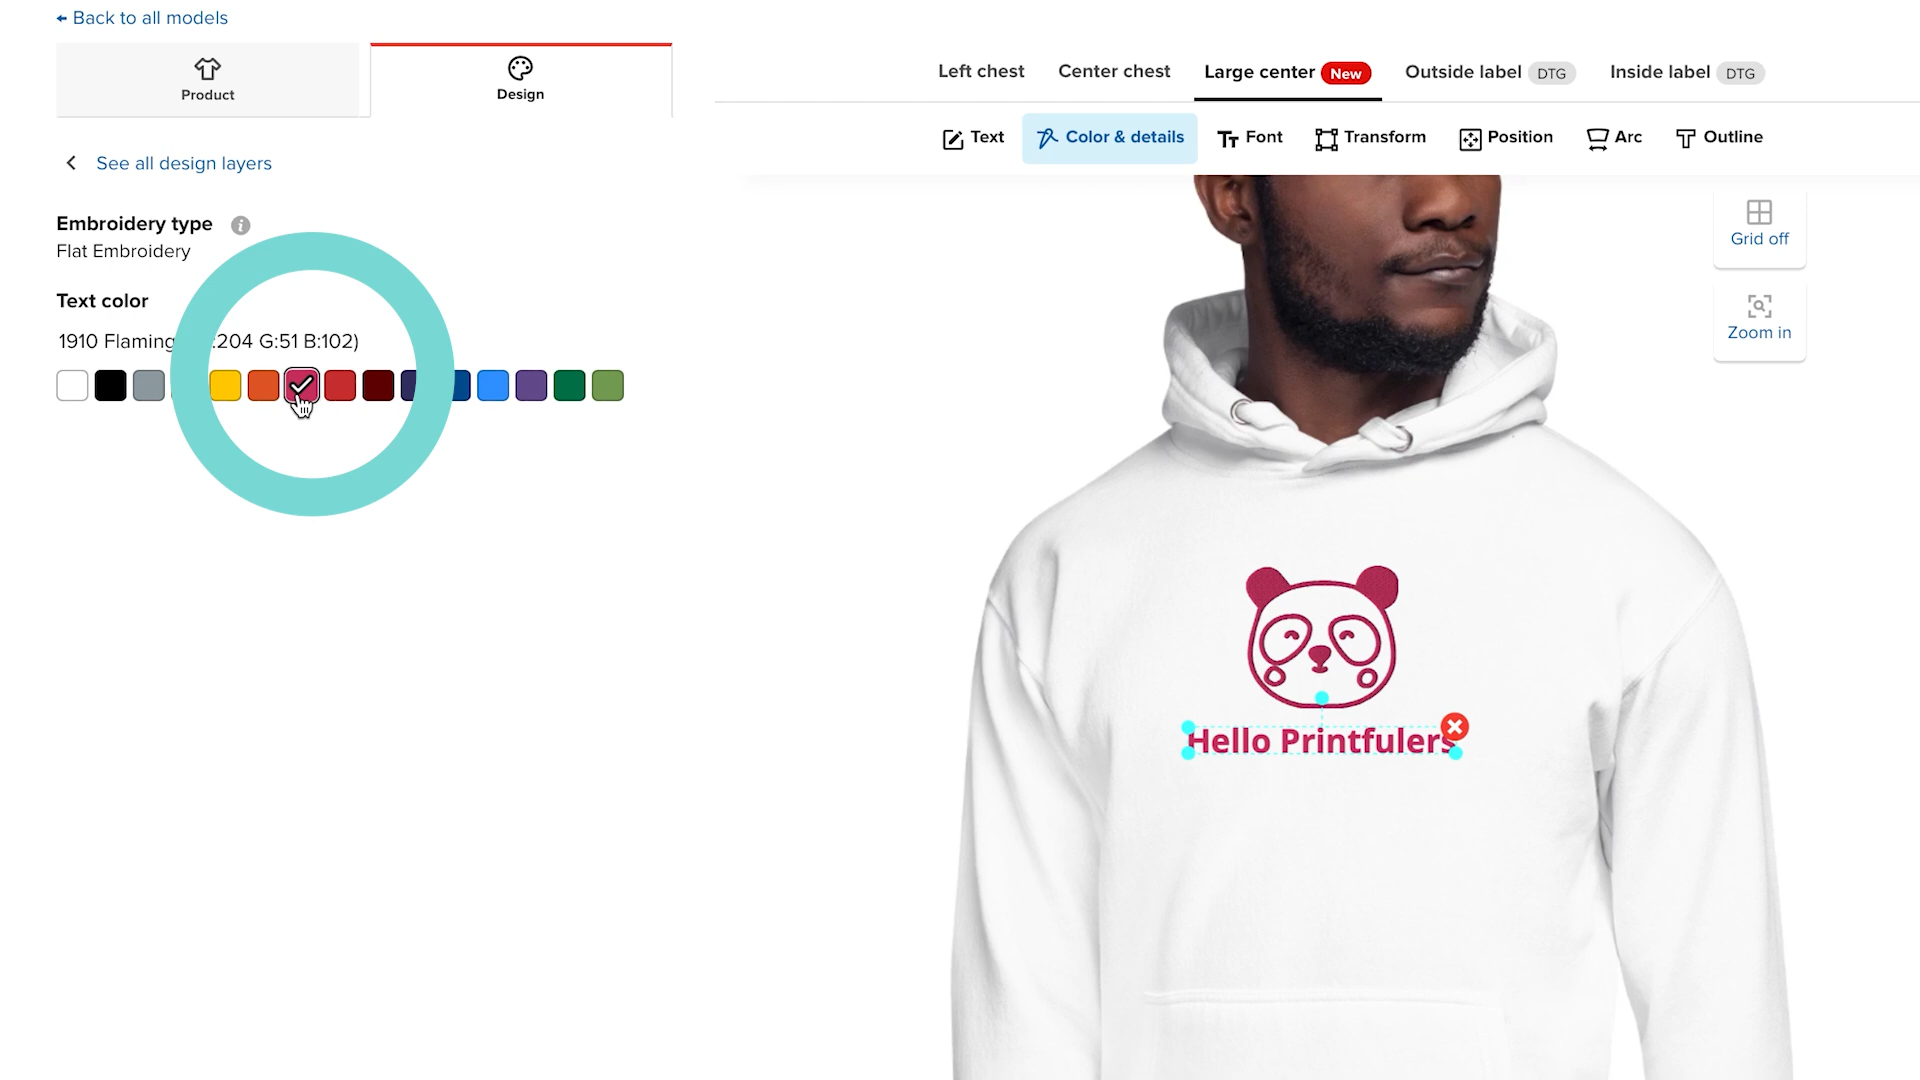 Back to all models
Product
Design
Left chest
Center chest
Large center New
Outside label DTG
Inside label DTG
Text
Color & details
Font
Transform
Position
Arc
Outline
See all design layers
Embroidery type
Flat Embroidery
Text color
1910 Flaming :204 G:51 B:102)
Grid off
Zoom in
Hello Printfulers